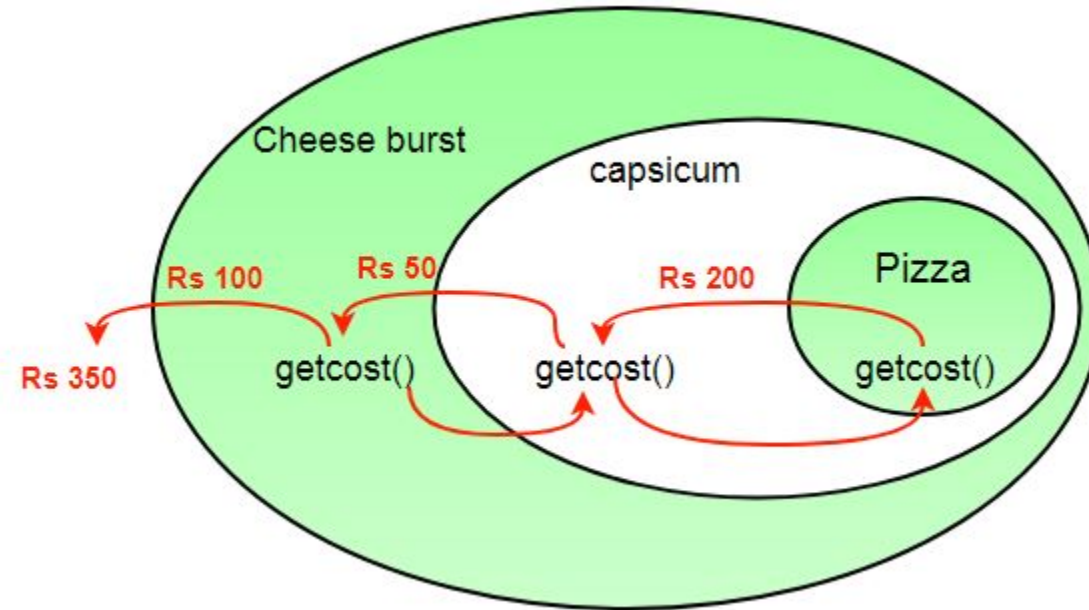 Cheese burst
capsicum
Pizza
Rs 100
Rs 50
Rs 200
Rs 350
getcost()
getcost()
getcost()